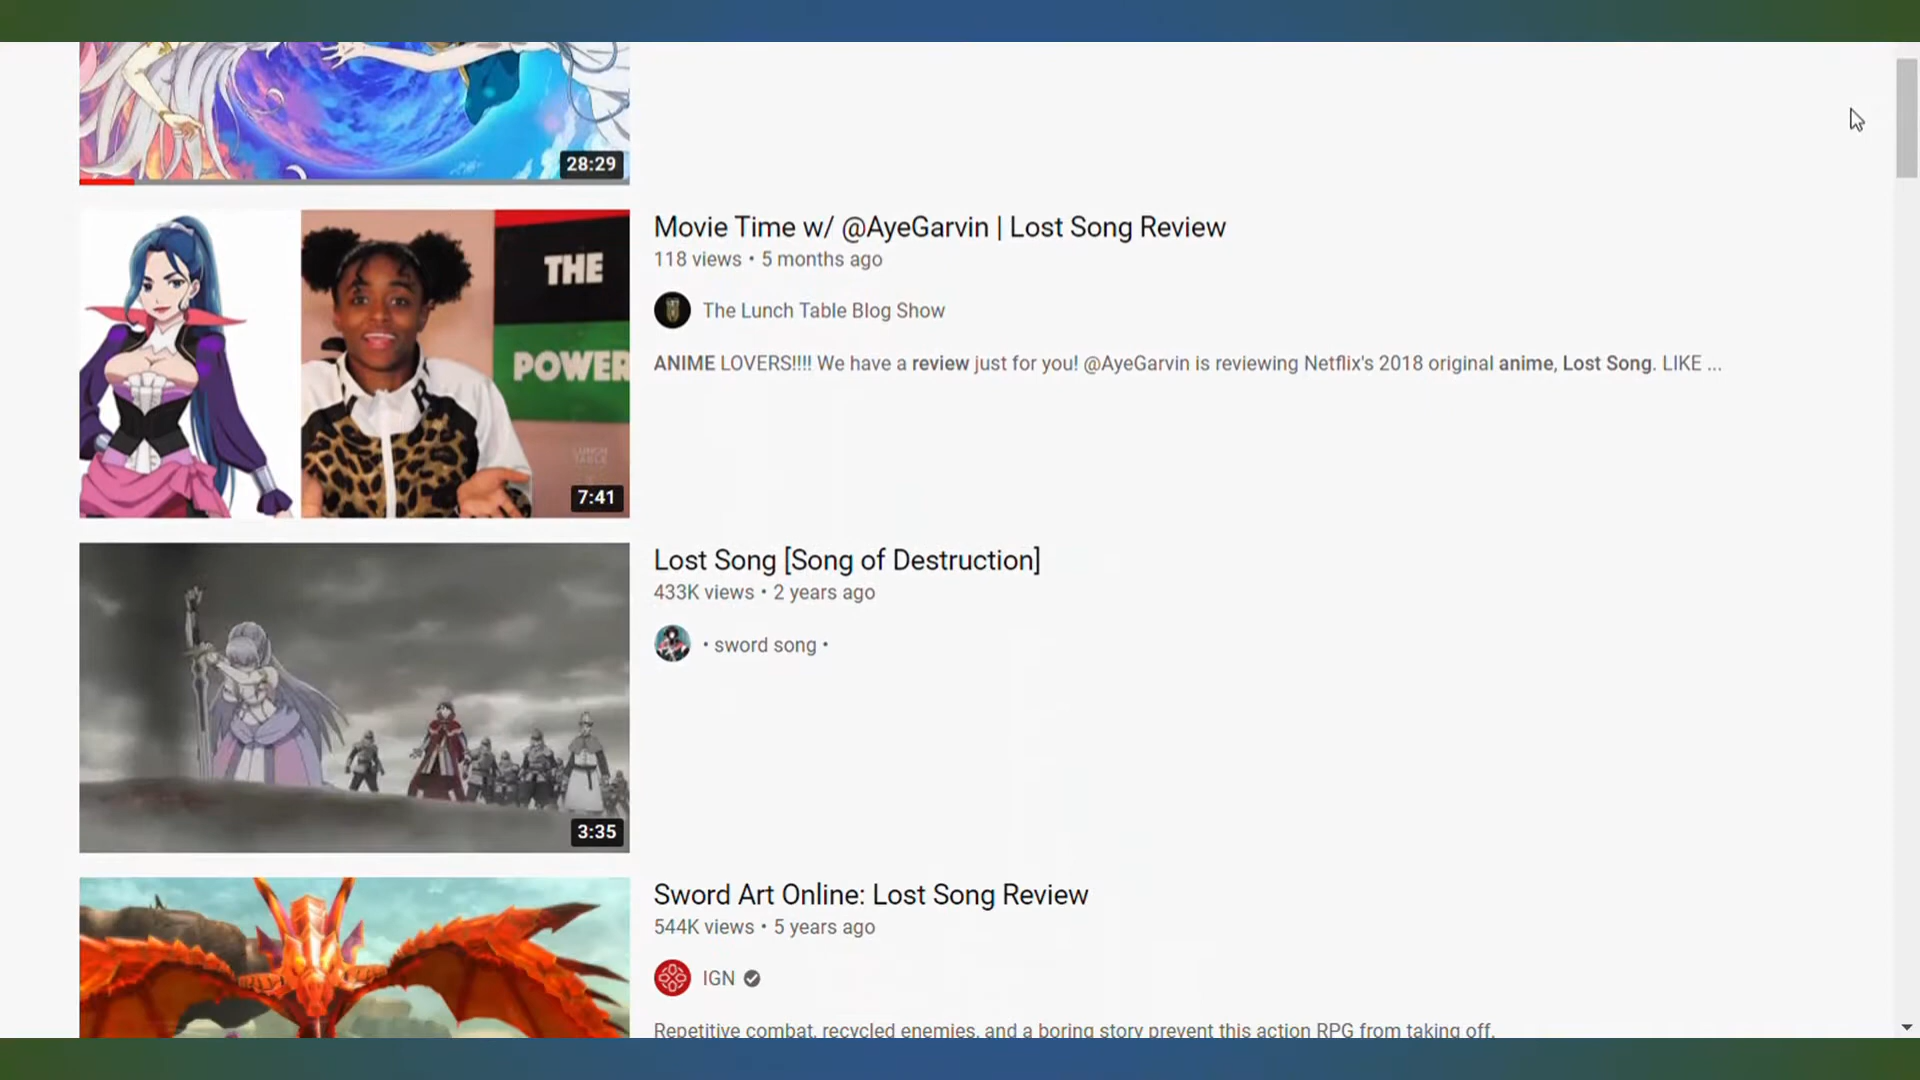 28:29
THE
POWER
LUNCH
TABLE
7:41
Movie Time w/ @AyeGarvin | Lost Song Review
118 views • 5 months ago
The Lunch Table Blog Show
ANIME LOVERS!!!! We have a review just for you! @AyeGarvin is reviewing Netflix's 2018 original anime, Lost Song. LIKE ...
3:35
Lost Song [Song of Destruction]
433K views • 2 years ago
• sword song •
Sword Art Online: Lost Song Review
544K views • 5 years ago
IGN
Repetitive combat, recycled enemies, and a boring story prevent this action RPG from taking off.